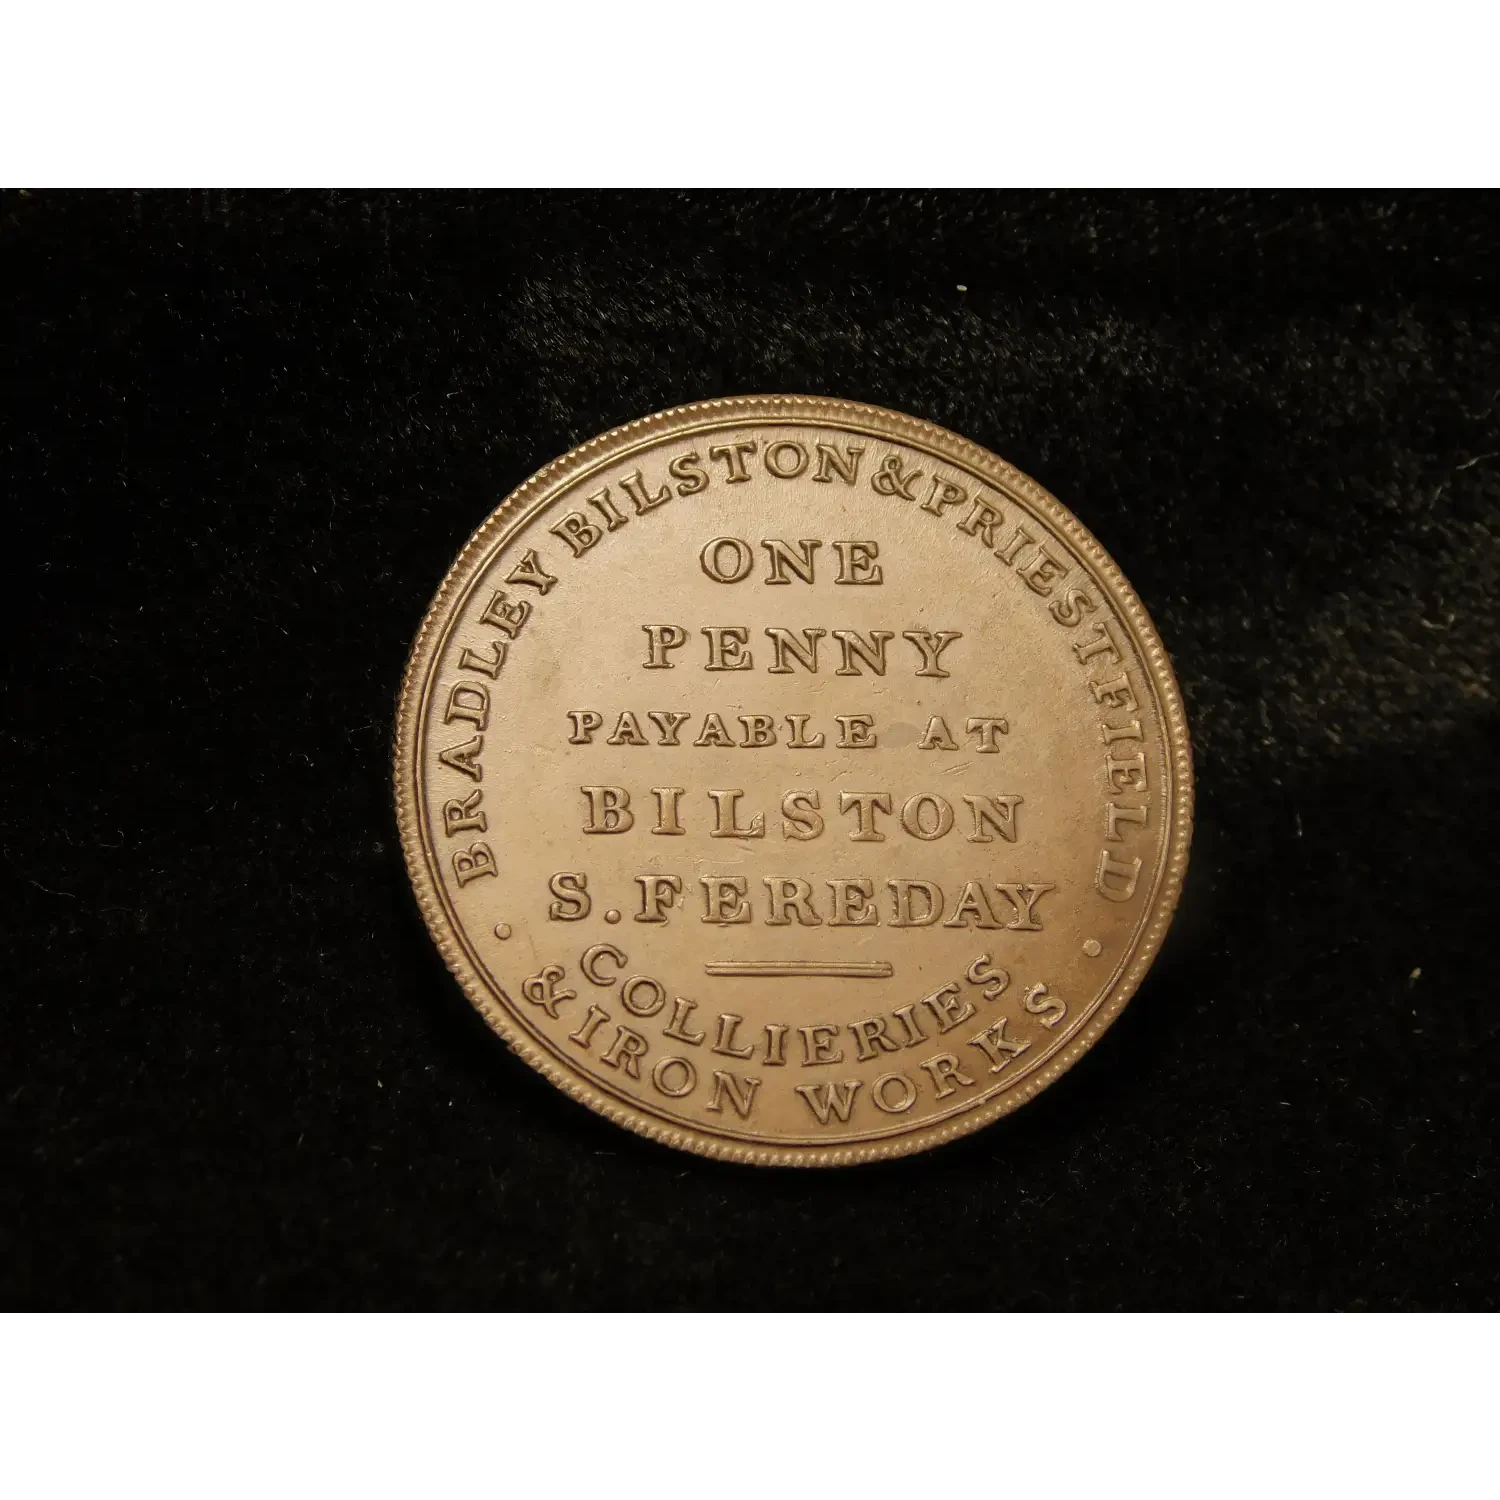 BRADLEY BILSTON & PRIESTFIELD
ONE
PENNY
PAYABLE AT
BILSTON
S. FEREDAY
COLLIERIES
& IRON WORKS